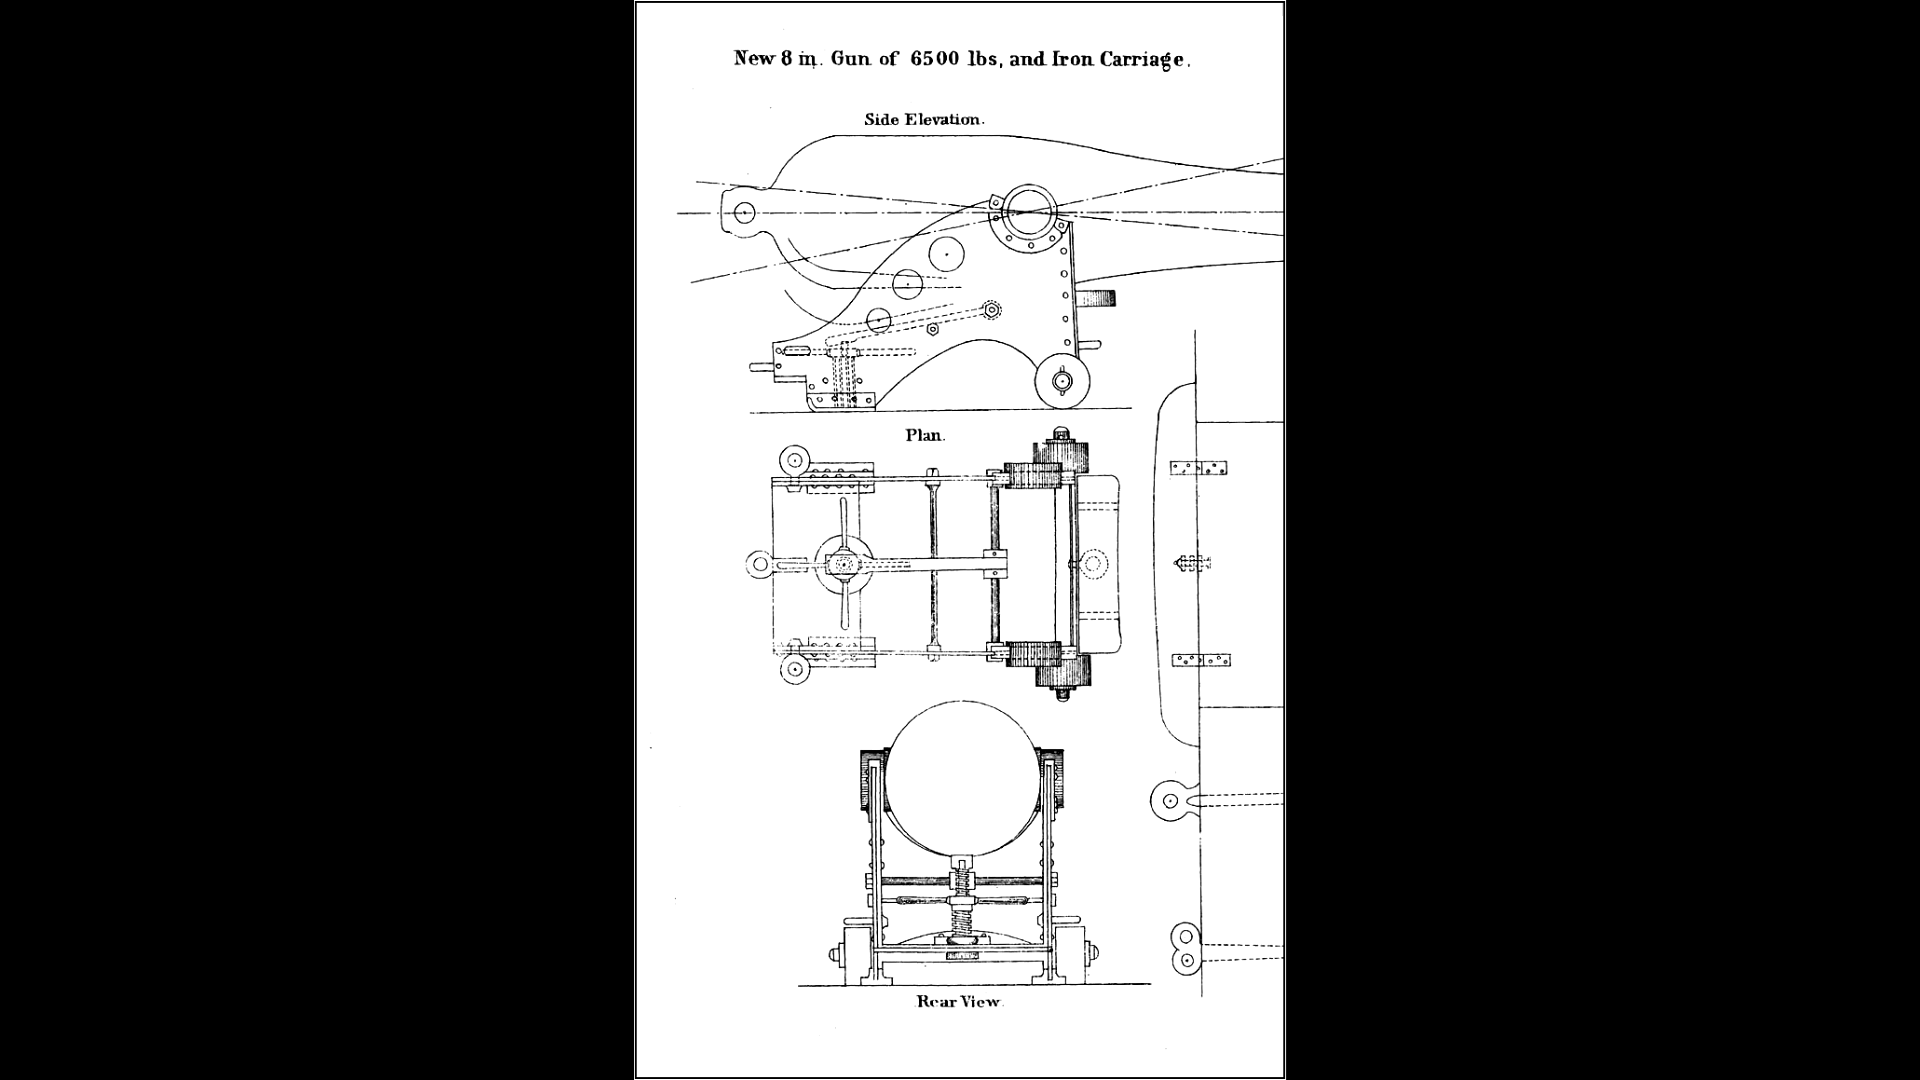 New 8 in. Gun of 6500 lbs, and Iron Carriage.
Side Elevation.
Plan.
Rear View.